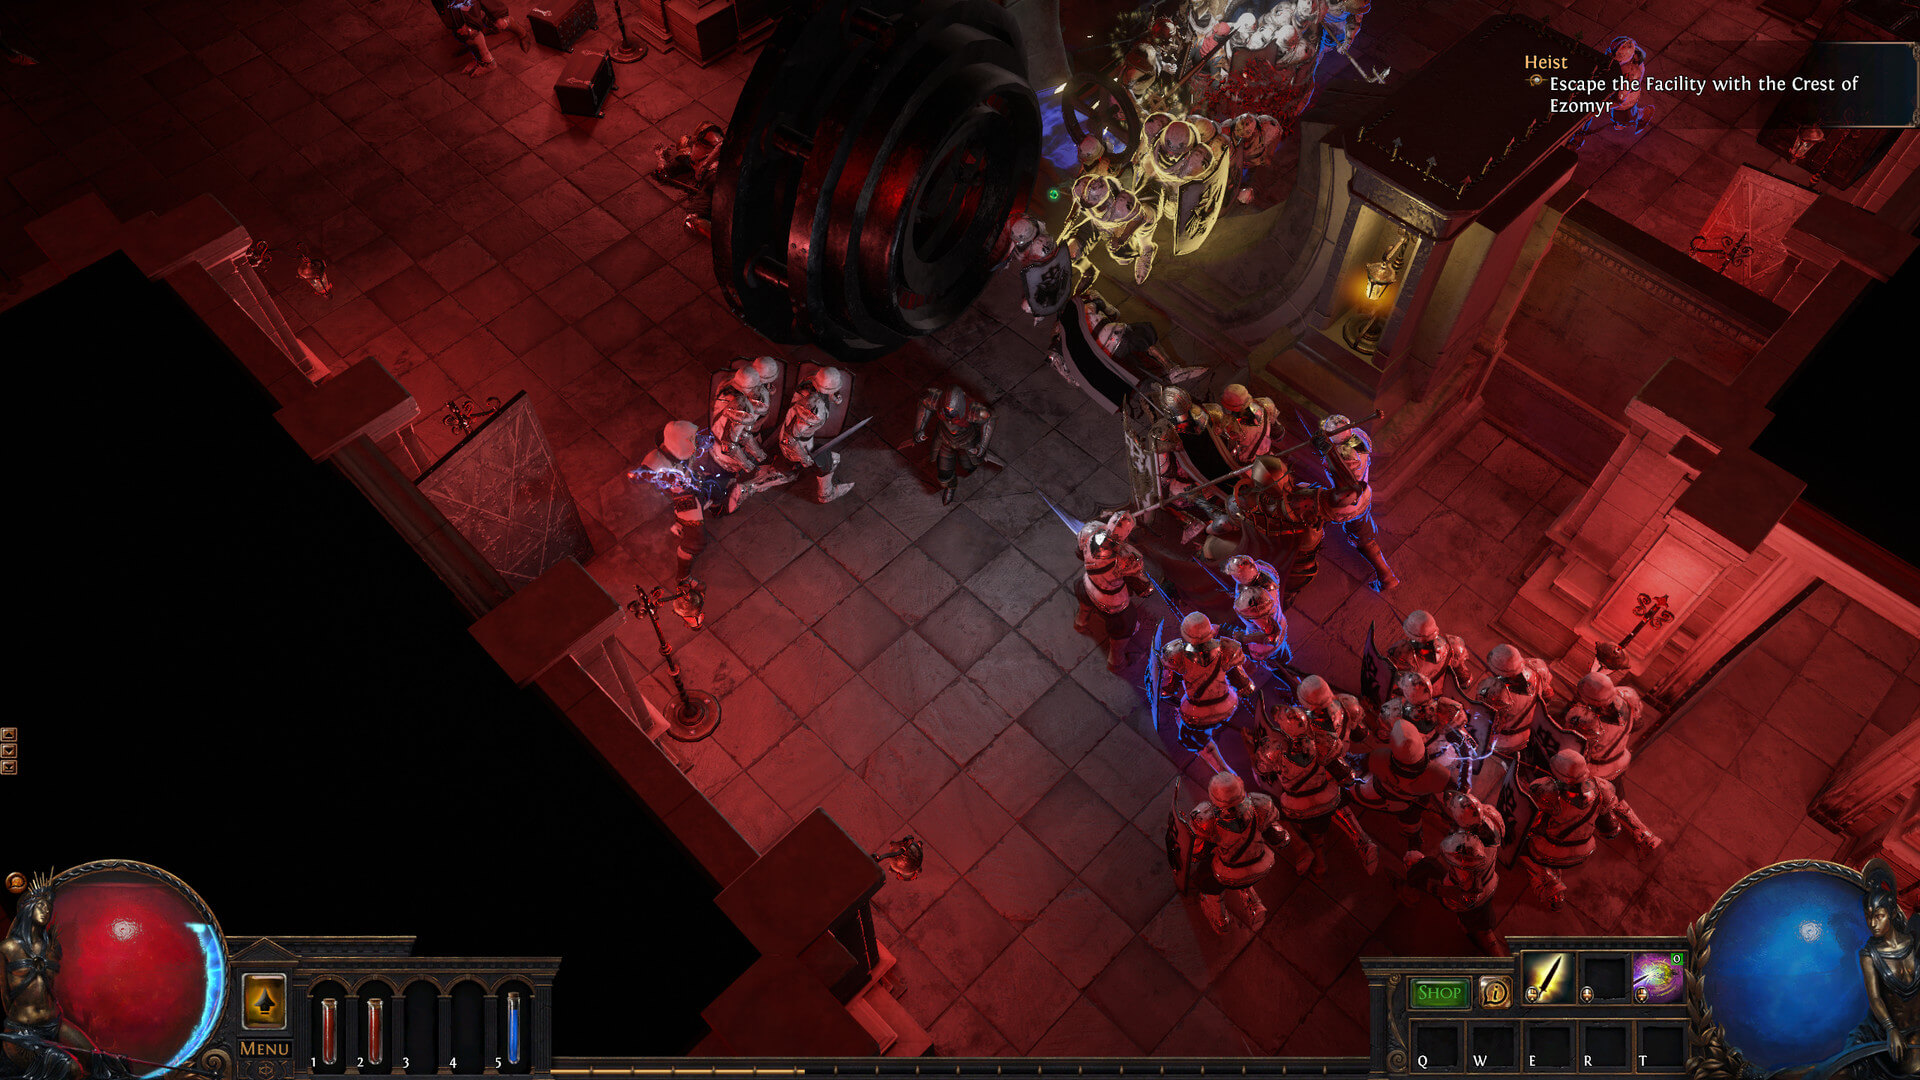 Heist
Escape the Facility with the Crest of
Ezomyr
MENU
1 2 3 4 5
SHOP
O
Q W E R T